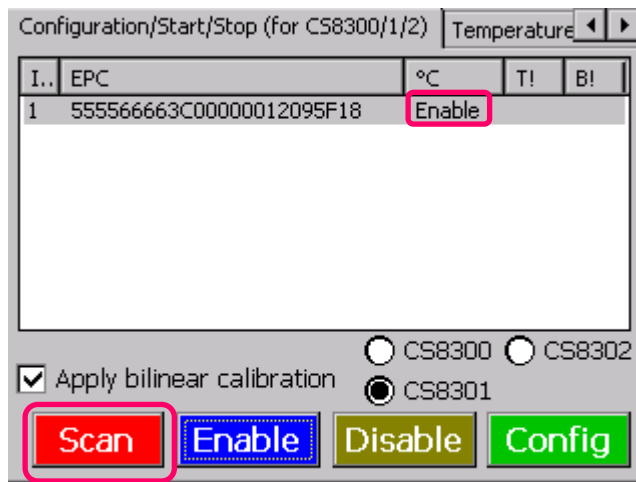 Configuration/Start/Stop (for CS8300/1/2) Temperature
I.. EPC °C T! B!
1 555566663C00000012095F18 Enable
CS8300 CS8302
Apply bilinear calibration CS8301
Scan Enable Disable Config